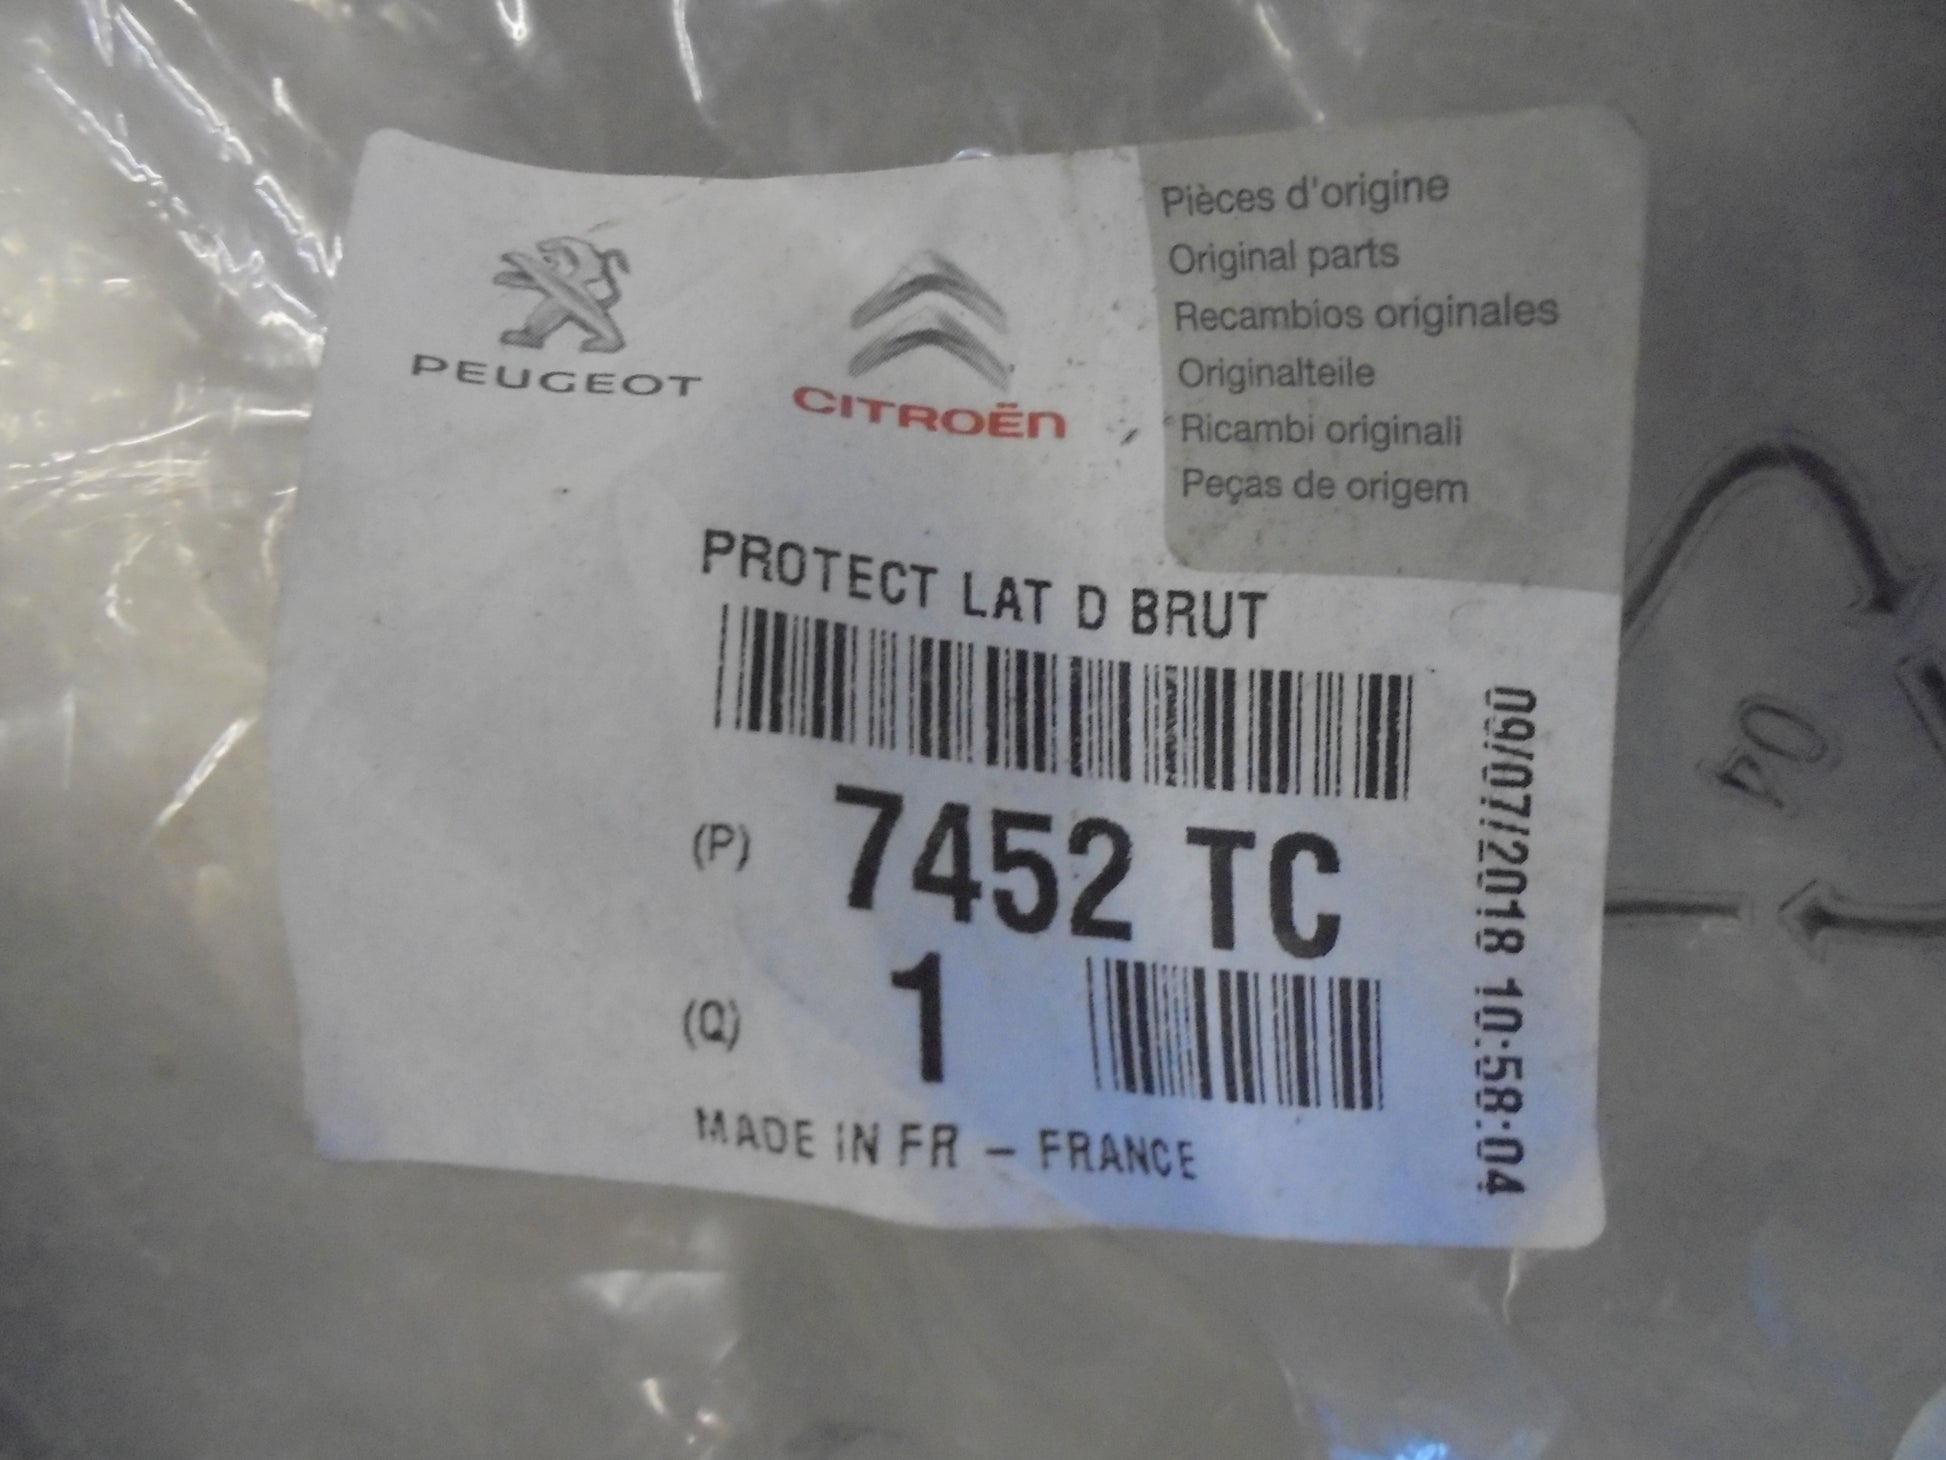 PEUGEOT
CITROËN
Pièces d'origine
Original parts
Recambios originales
Originalteile
Ricambi originali
Peças de origem
PROTECT LAT D BRUT
(P) 7452 TC
(Q) 1
MADE IN FR - FRANCE
09/07/2018 10:58:04